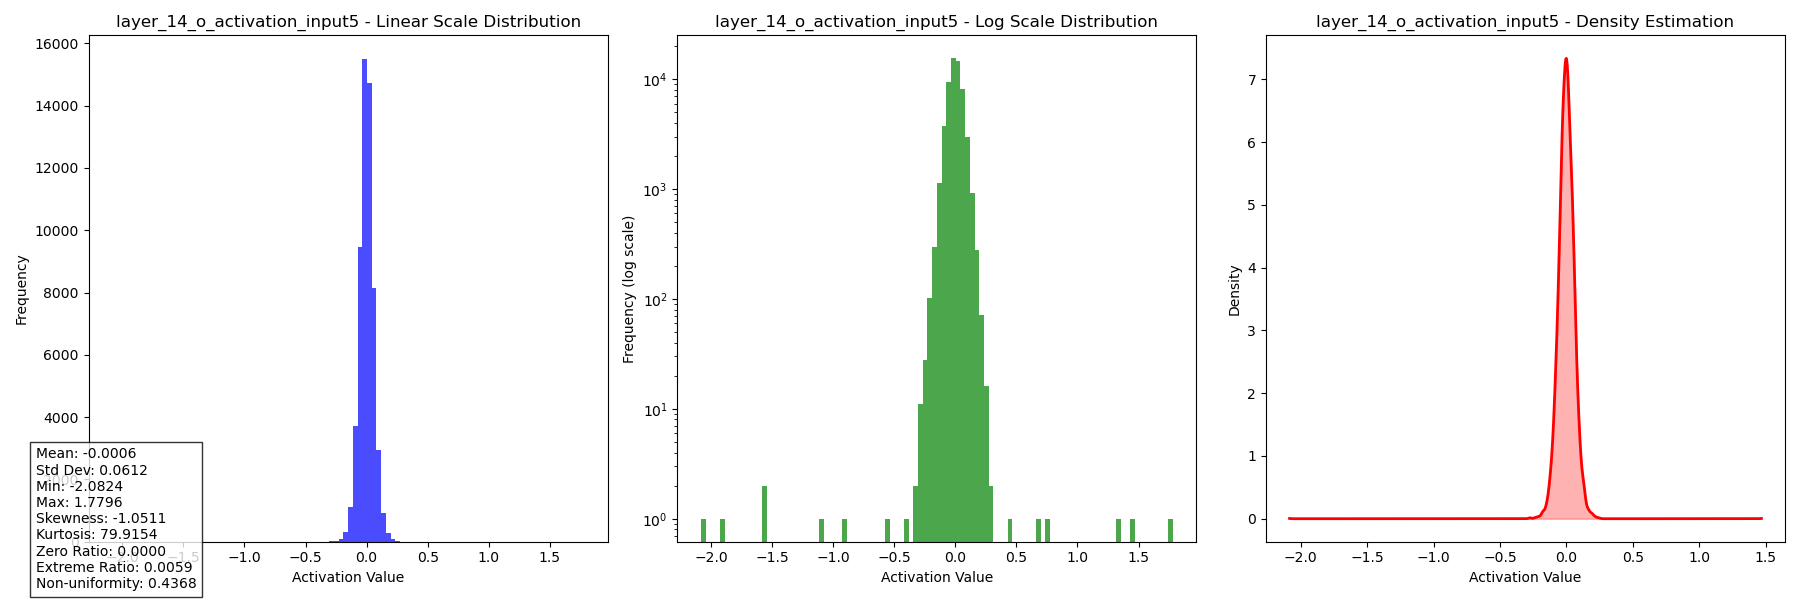 layer_14_o_activation_input5 - Linear Scale Distribution
16000
14000
12000
10000
8000
6000
4000
Frequency
-1.0
-0.5
0.0
0.5
1.0
1.5
Activation Value
Mean: -0.0006
Std Dev: 0.0612
Min: -2.0824
Max: 1.7796
Skewness: -1.0511
Kurtosis: 79.9154
Zero Ratio: 0.0000
Extreme Ratio: 0.0059
Non-uniformity: 0.4368
layer_14_o_activation_input5 - Log Scale Distribution
10⁴
10³
10²
10¹
10⁰
Frequency (log scale)
−2.0
−1.5
−1.0
−0.5
0.0
0.5
1.0
1.5
Activation Value
layer_14_o_activation_input5 - Density Estimation
7
6
5
4
3
2
1
0
Density
−2.0
−1.5
−1.0
−0.5
0.0
0.5
1.0
1.5
Activation Value